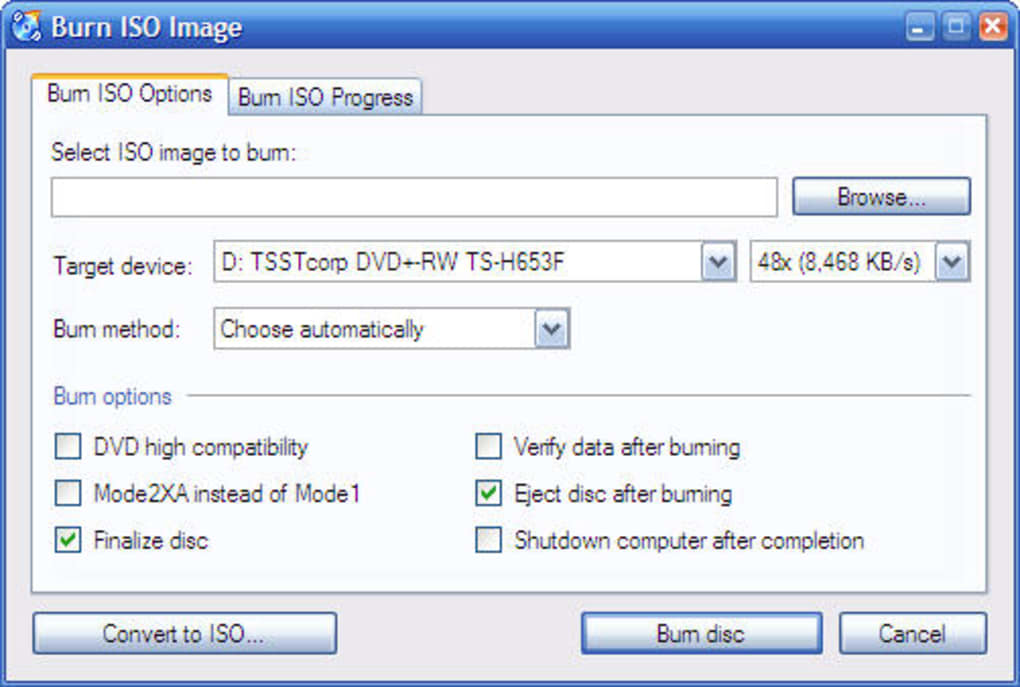 Burn ISO Image
Burn ISO Options
Burn ISO Progress
Select ISO image to burn:
Browse...
Target device:
D: TSSTcorp DVD+-RW TS-H653F
48x (8,468 KB/s)
Burn method:
Choose automatically
Burn options
DVD high compatibility
Verify data after burning
Mode2XA instead of Mode1
Eject disc after burning
Finalize disc
Shutdown computer after completion
Convert to ISO...
Burn disc
Cancel